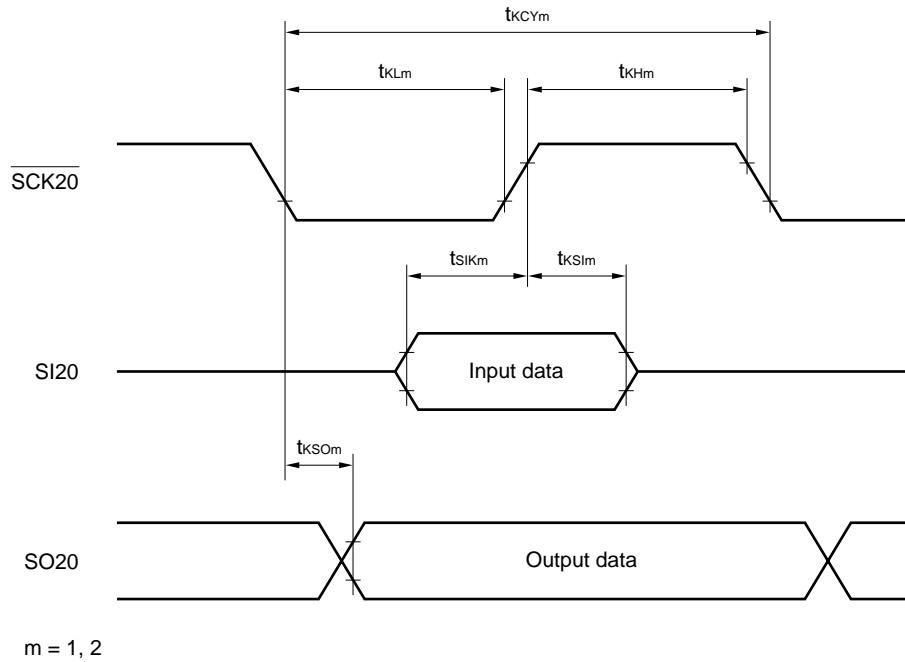 tKCYm
tKLm
tKHm
SCK20
tSIKm
tKSIm
SI20
Input data
tKSOm
SO20
Output data
m = 1, 2